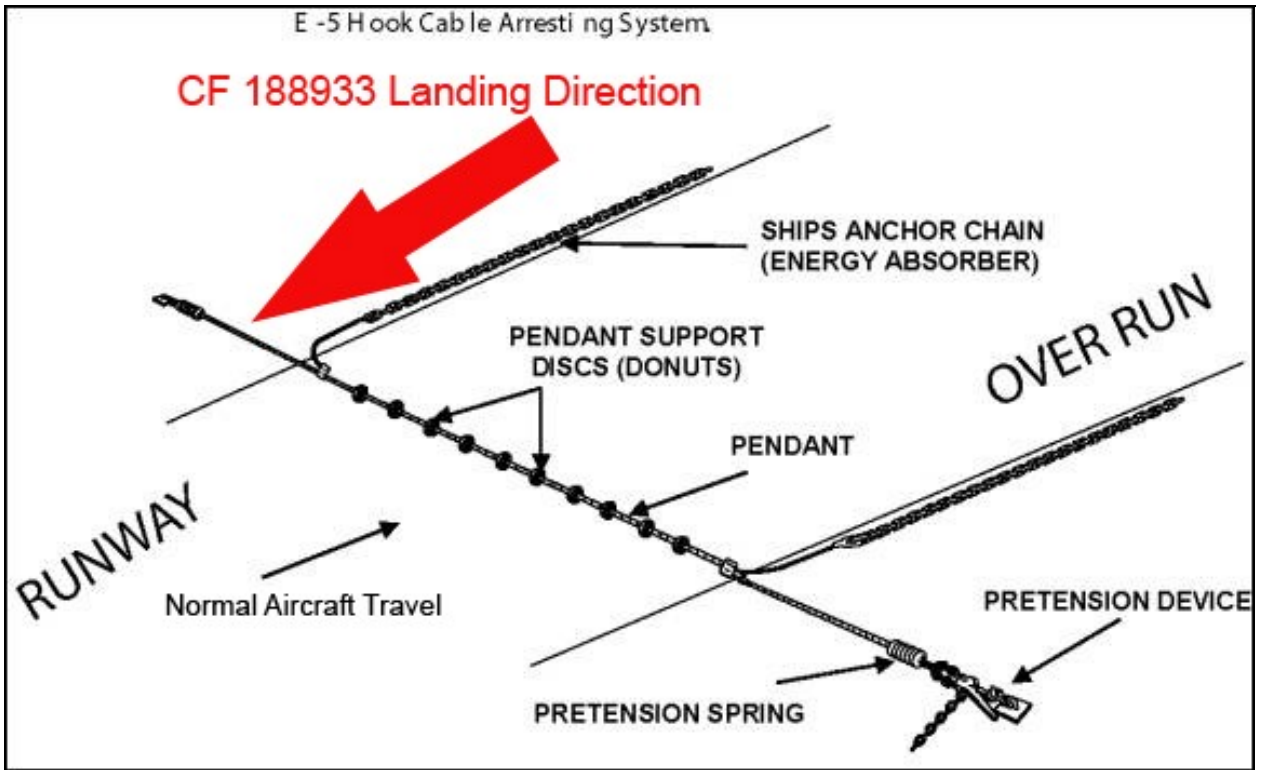 E -5 H ook Cab le Arresti ng System.
CF 188933 Landing Direction
SHIPS ANCHOR CHAIN
(ENERGY ABSORBER)
PENDANT SUPPORT
DISCS (DONUTS)
OVER RUN
PENDANT
RUNWAY
Normal Aircraft Travel
PRETENSION DEVICE
PRETENSION SPRING